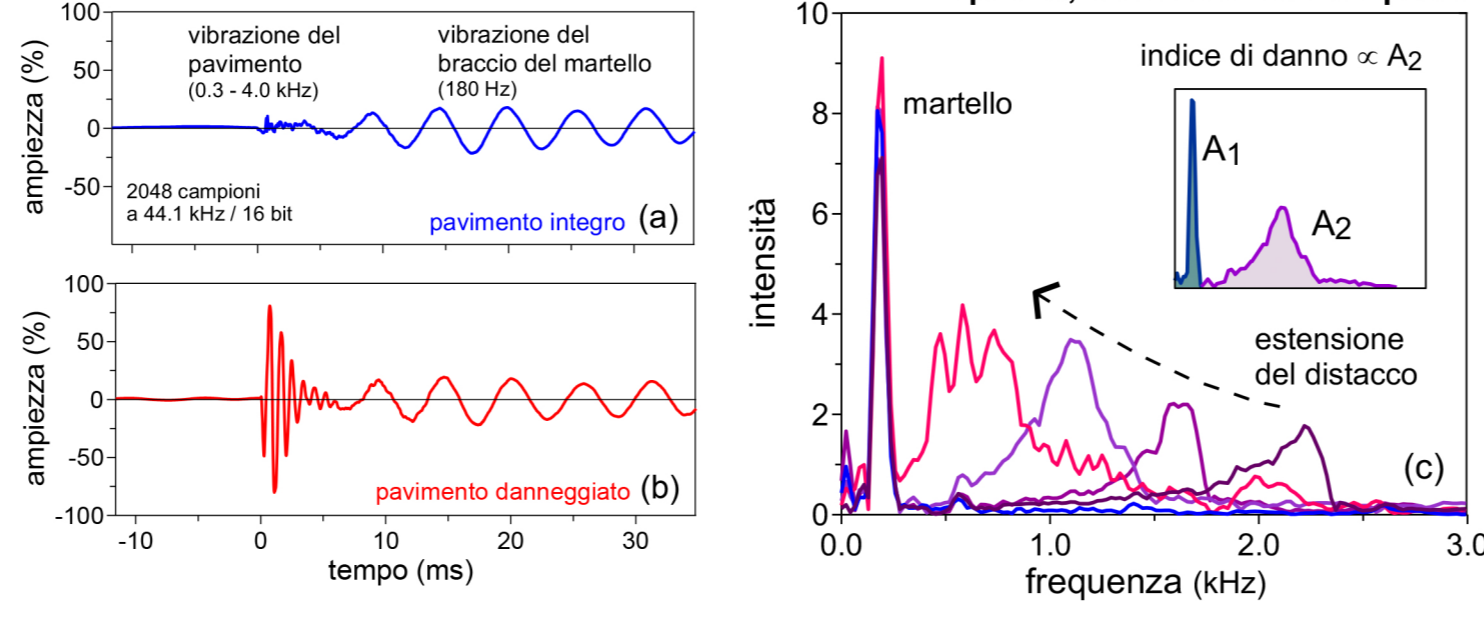 100
50
0
-50
ampiezza (%)
vibrazione del
pavimento
(0.3 - 4.0 kHz)
vibrazione del
braccio del martello
(180 Hz)
2048 campioni
a 44.1 kHz / 16 bit
pavimento integro (a)
100
50
0
-50
-100
ampiezza (%)
pavimento danneggiato (b)
-10 0 10 20 30
tempo (ms)
10
8
6
4
2
0
intensità
martello
indice di danno ∝ A2
A1
A2
estensione
del distacco
(c)
0.0 1.0 2.0 3.0
frequenza (kHz)